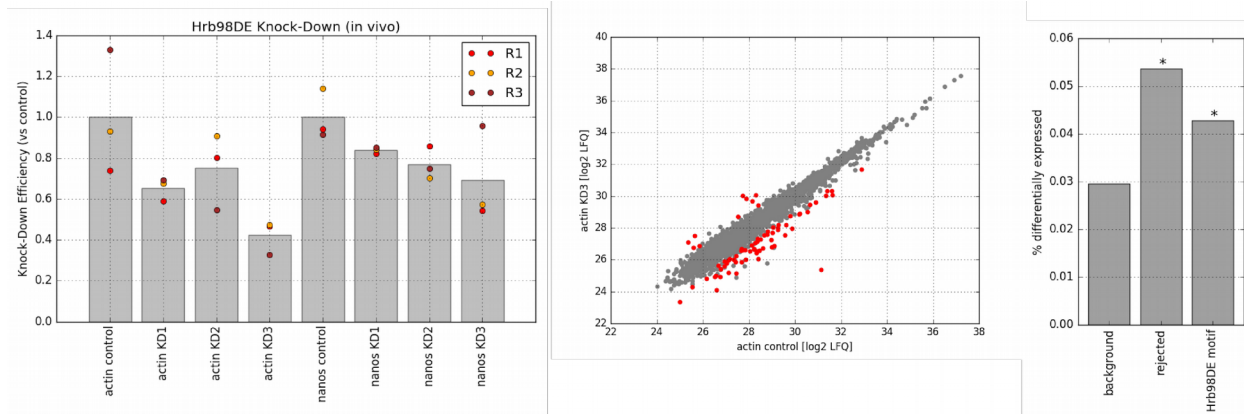 Hrb98DE Knock-Down (in vivo)
Knock-Down Efficiency (vs control)
1.4
1.2
1.0
0.8
0.6
0.4
0.2
0.0
R1
R2
R3
actin control
actin KD1
actin KD2
actin KD3
nanos control
nanos KD1
nanos KD2
nanos KD3
actin KD3 [log2 LFQ]
40
38
36
34
32
30
28
26
24
22
22 24 26 28 30 32 34 36 38
actin control [log2 LFQ]
% differentially expressed
0.06
0.05
0.04
0.03
0.02
0.01
0.00
*
*
background
rejected
Hrb98DE motif